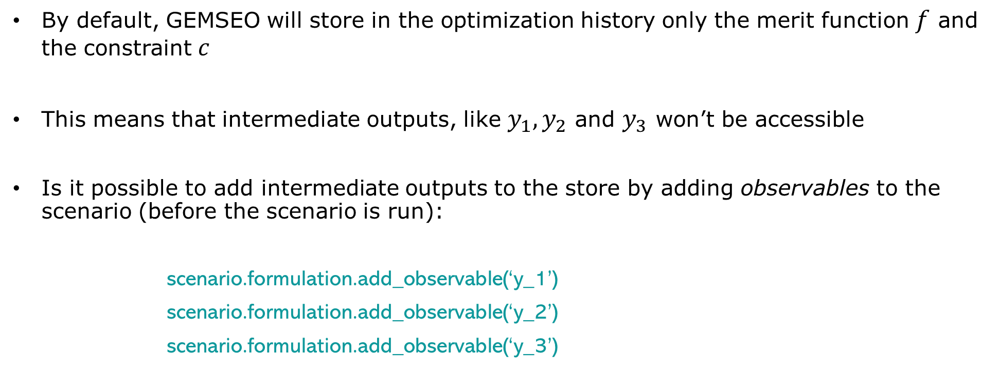 • By default, GEMSEO will store in the optimization history only the merit function f and
the constraint c
• This means that intermediate outputs, like y₁, y₂ and y₃ won’t be accessible
• Is it possible to add intermediate outputs to the store by adding observables to the
scenario (before the scenario is run):
scenario.formulation.add_observable(‘y_1’)
scenario.formulation.add_observable(‘y_2’)
scenario.formulation.add_observable(‘y_3’)